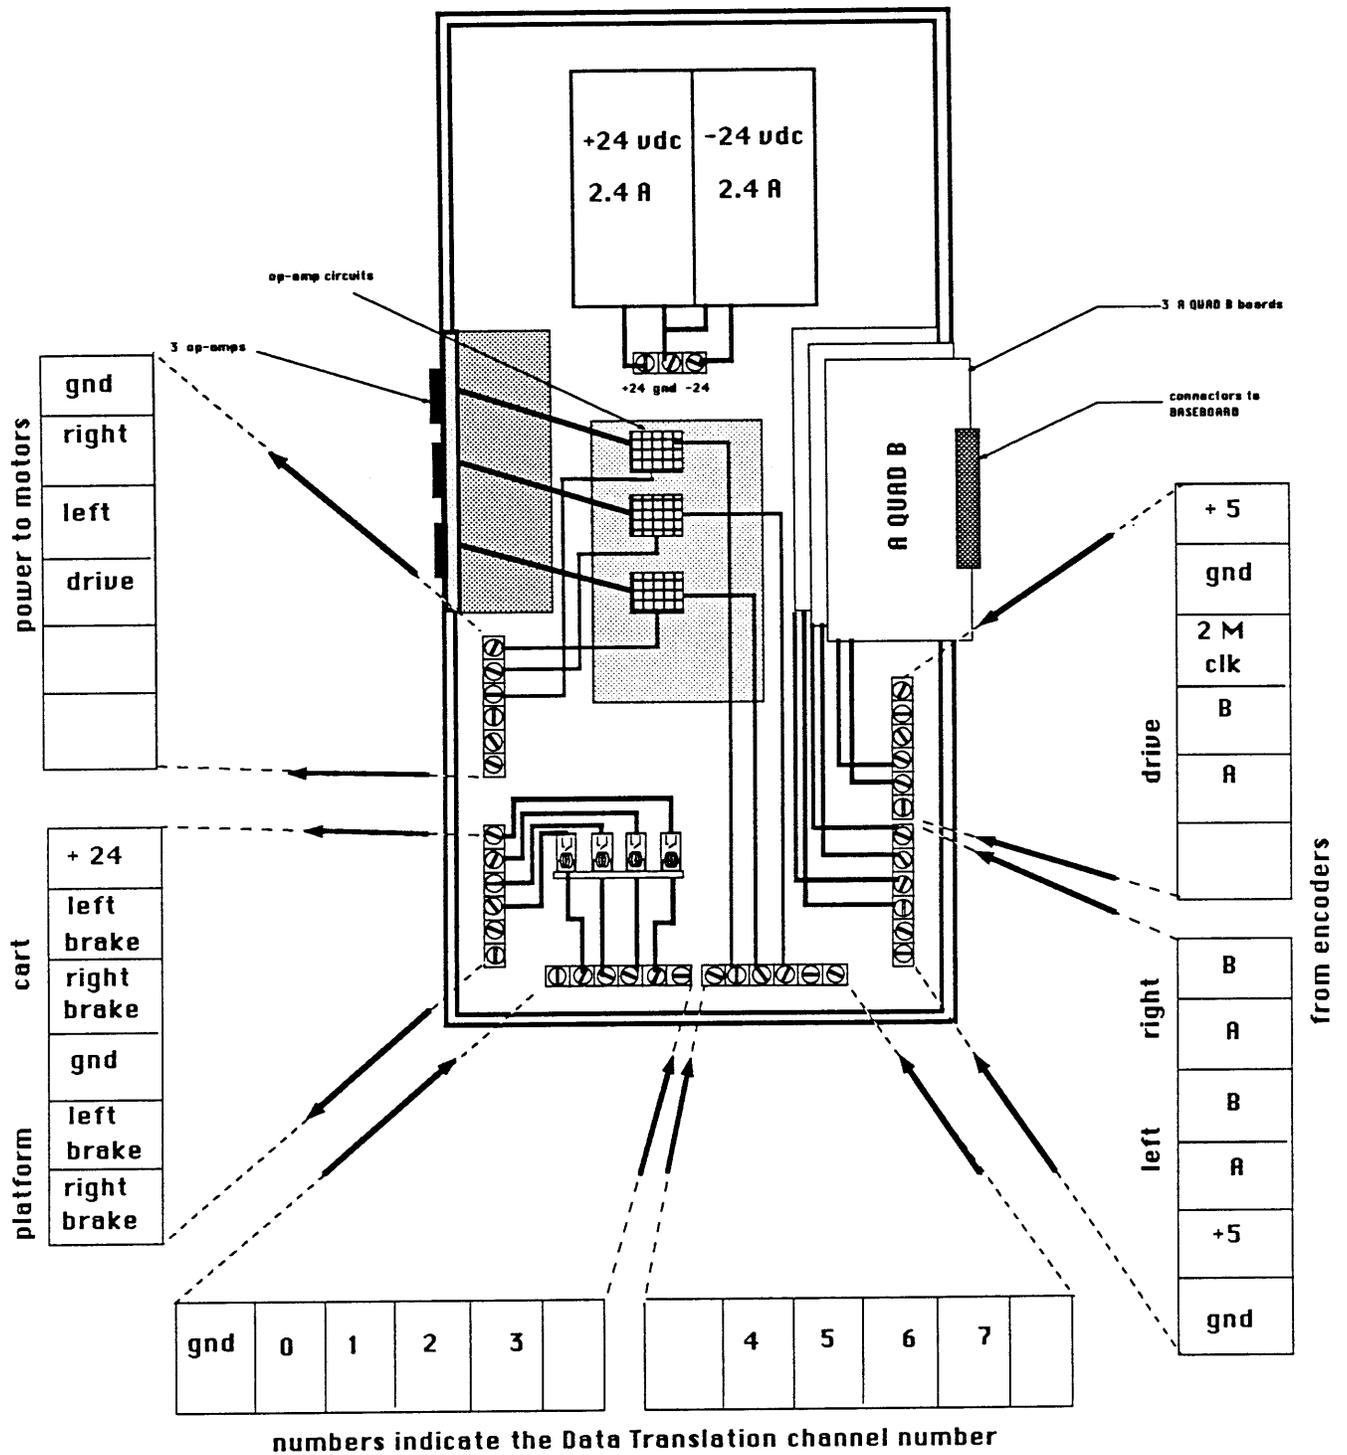 +24 vdc
2.4 A
-24 vdc
2.4 A
op-amp circuits
3 op-amps
+24 gnd -24
3 A QUAD B boards
connectors to
BASEBOARD
A QUAD B
power to motors
gnd
right
left
drive
cart
platform
+ 24
left
brake
right
brake
gnd
left
brake
right
brake
drive
+ 5
gnd
2 M
clk
B
A
from encoders
right
left
B
A
B
A
+5
gnd
gnd 0 1 2 3
4 5 6 7
numbers indicate the Data Translation channel number